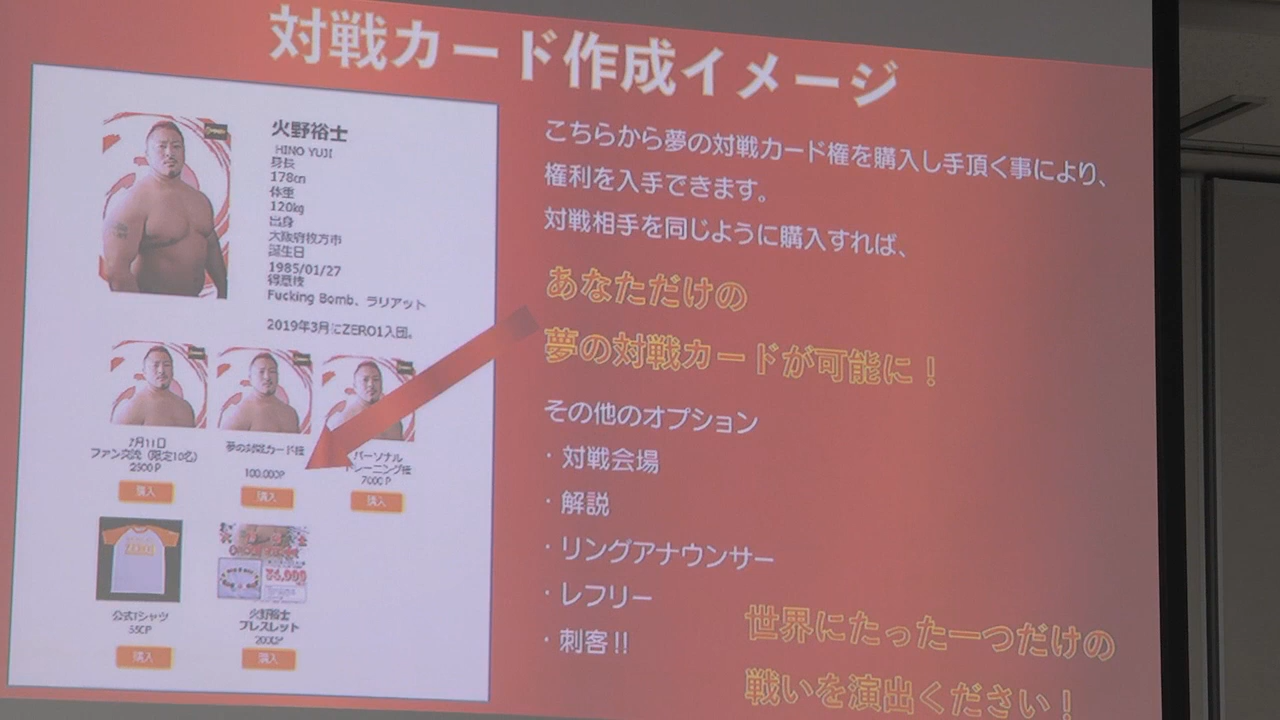 対戦カード作成イメージ
火野裕士
HINO YUJI
身長
178㎝
体重
120kg
出身
大阪府枚方市
誕生日
1985/01/27
得意技
Fucking Bomb、ラリアット
2019年3月にZERO1入団。
こちらから夢の対戦カード権を購入し手頂く事により、
権利を入手できます。
対戦相手を同じように購入すれば、
あなただけの
夢の対戦カードが可能に！
その他のオプション
・対戦会場
・解説
・リングアナウンサー
・レフリー
・刺客!!
世界にたった一つだけの
戦いを演出ください！
7月11日
ファン交流（限定10名）
2500P
購入
夢の対戦カード権
100.000P
購入
パーソナル
トレーニング権
7000P
購入
公式Tシャツ
購入
火野裕士
ブレスレット
購入